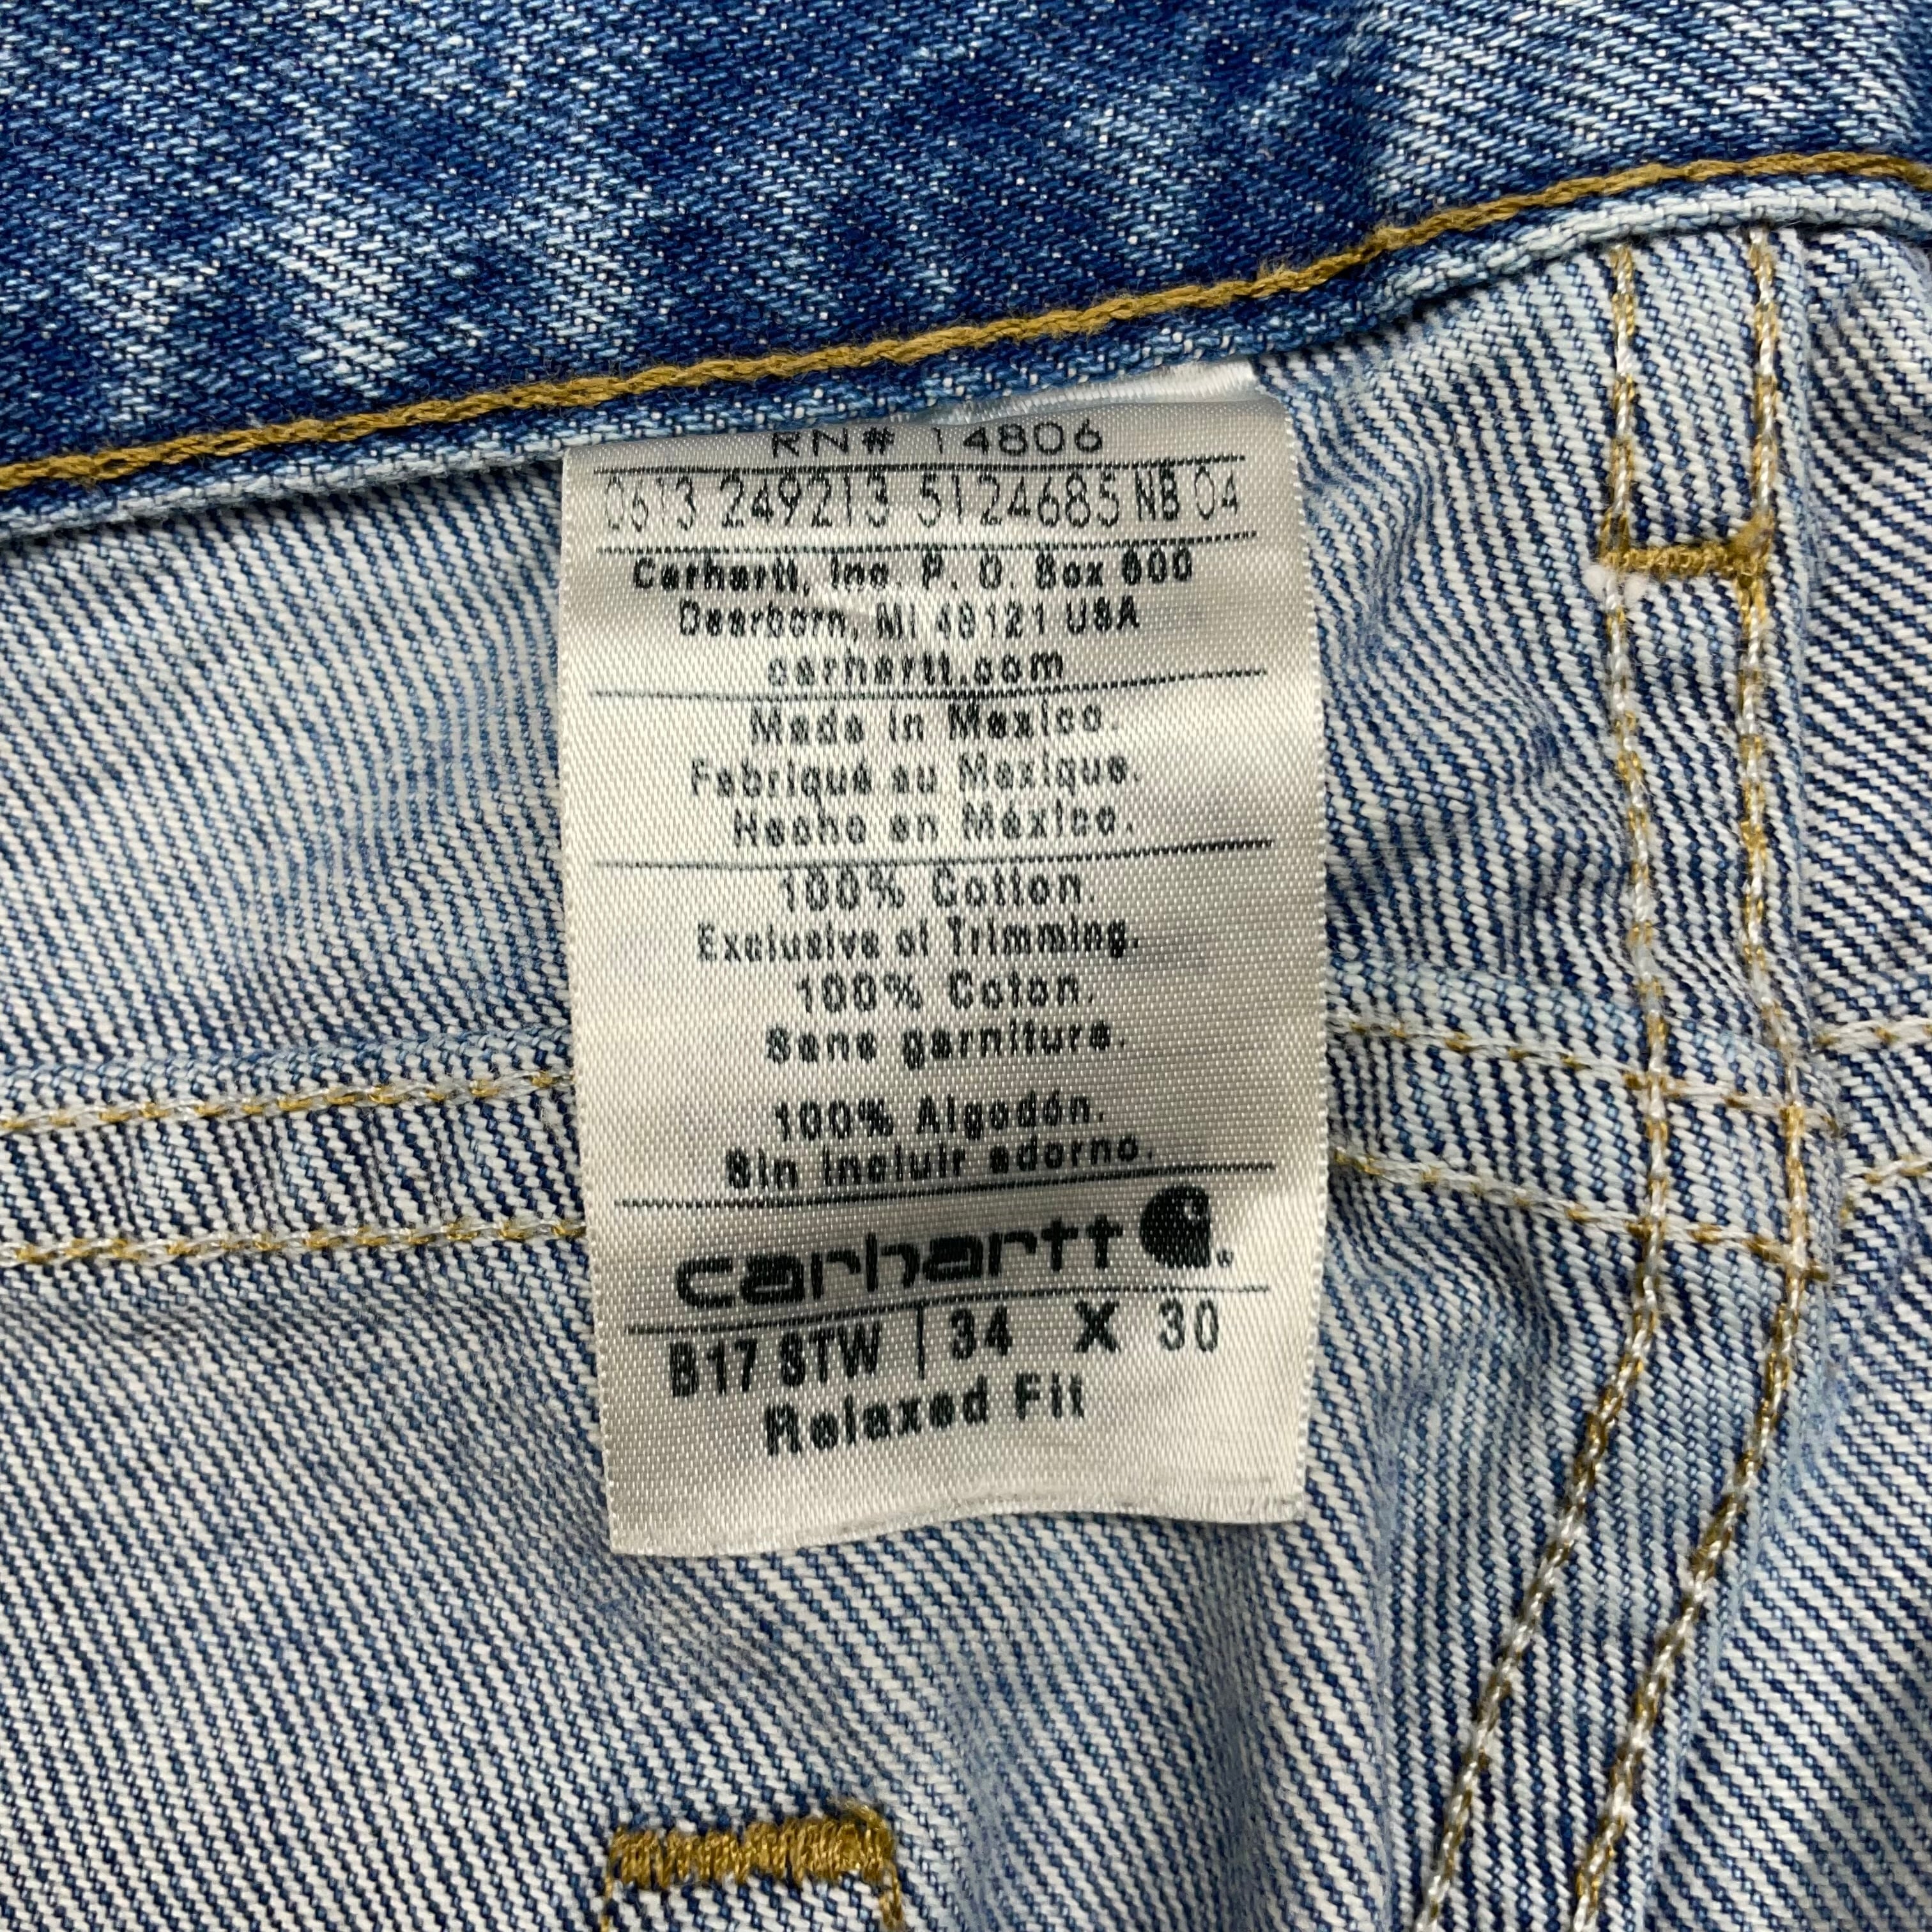 RN# 14806
0613 249213 5124685 NB 04
Carhartt, Inc. P. O. Box 600
Dearborn, MI 48121 USA
carhartt.com
Made in Mexico.
Fabriqué au Mexique.
Hecho en México.
100% Cotton.
Exclusive of Trimming.
100% Coton.
Sans garniture.
100% Algodón.
Sin incluir adorno.
carhartt
B17 STW | 34 X 30
Relaxed Fit